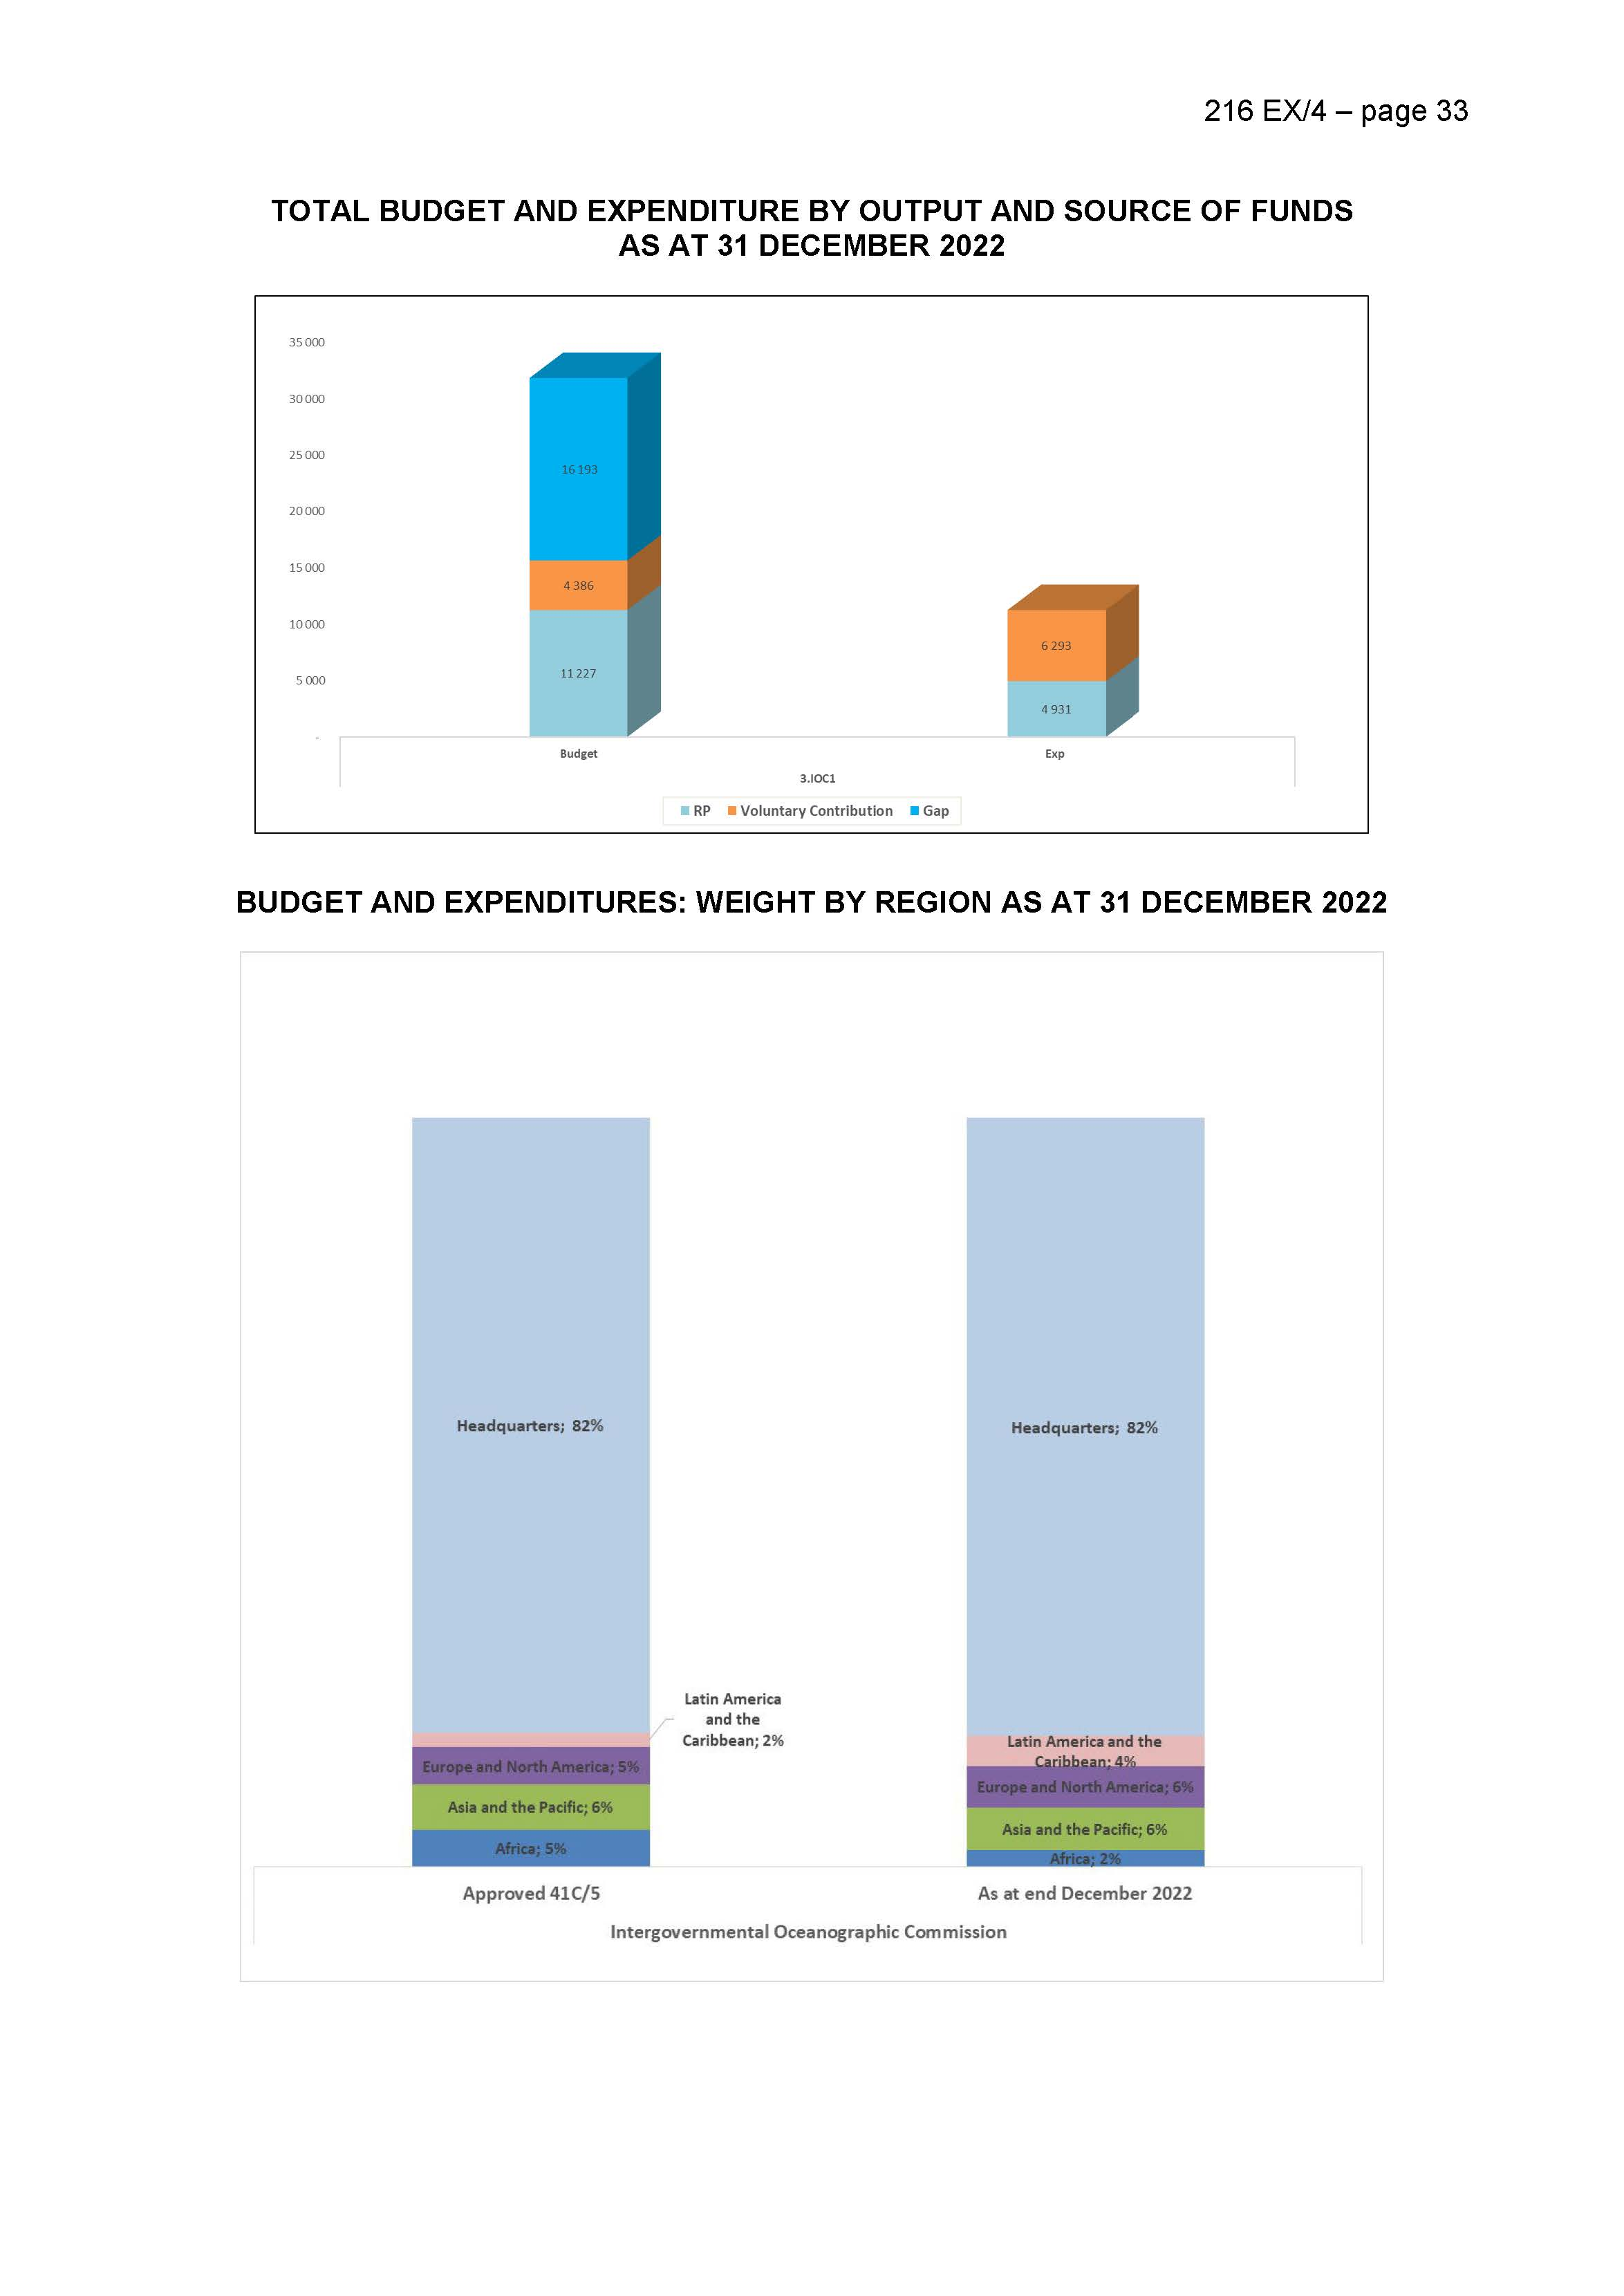 216 EX/4 – page 33
TOTAL BUDGET AND EXPENDITURE BY OUTPUT AND SOURCE OF FUNDS
AS AT 31 DECEMBER 2022
35 000
30 000
25 000
20 000
15 000
10 000
5 000
-
16 193
4 386
11 227
6 293
4 931
Budget
Exp
3.IOC1
RP
Voluntary Contribution
Gap
BUDGET AND EXPENDITURES: WEIGHT BY REGION AS AT 31 DECEMBER 2022
Headquarters; 82%
Latin America
and the
Caribbean; 2%
Europe and North America; 5%
Asia and the Pacific; 6%
Africa; 5%
Headquarters; 82%
Latin America and the
Caribbean; 4%
Europe and North America; 6%
Asia and the Pacific; 6%
Africa; 2%
Approved 41C/5
As at end December 2022
Intergovernmental Oceanographic Commission